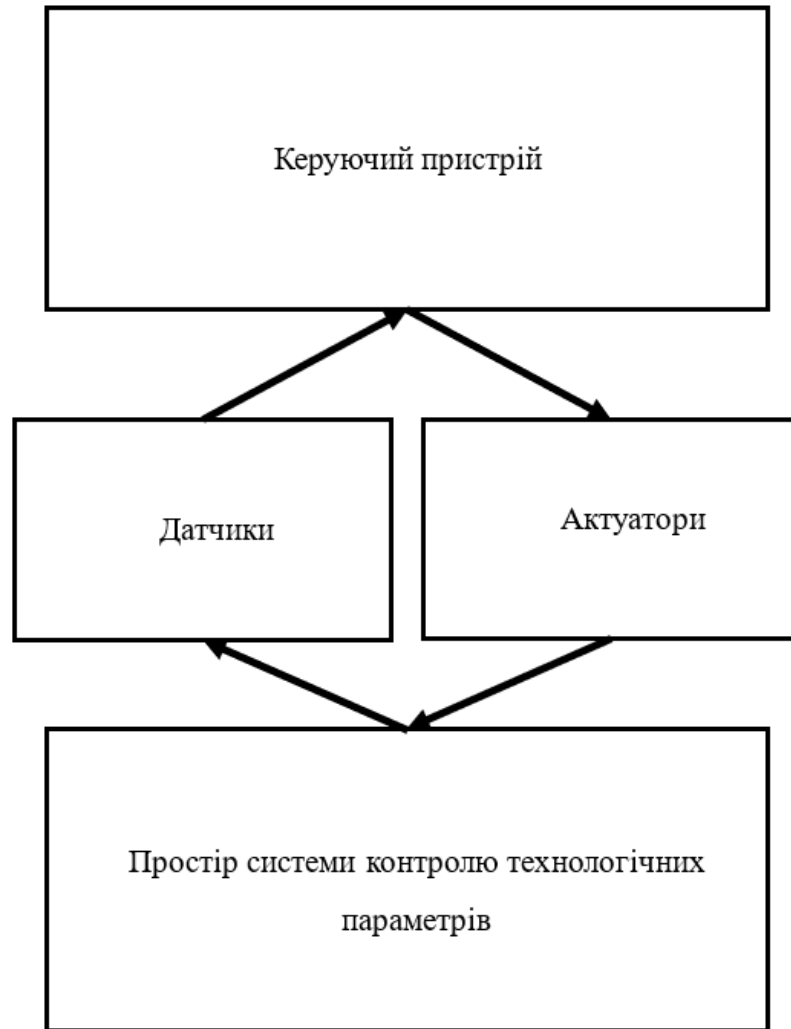 Керуючий пристрій
Датчики
Актуатори
Простір системи контролю технологічних
параметрів